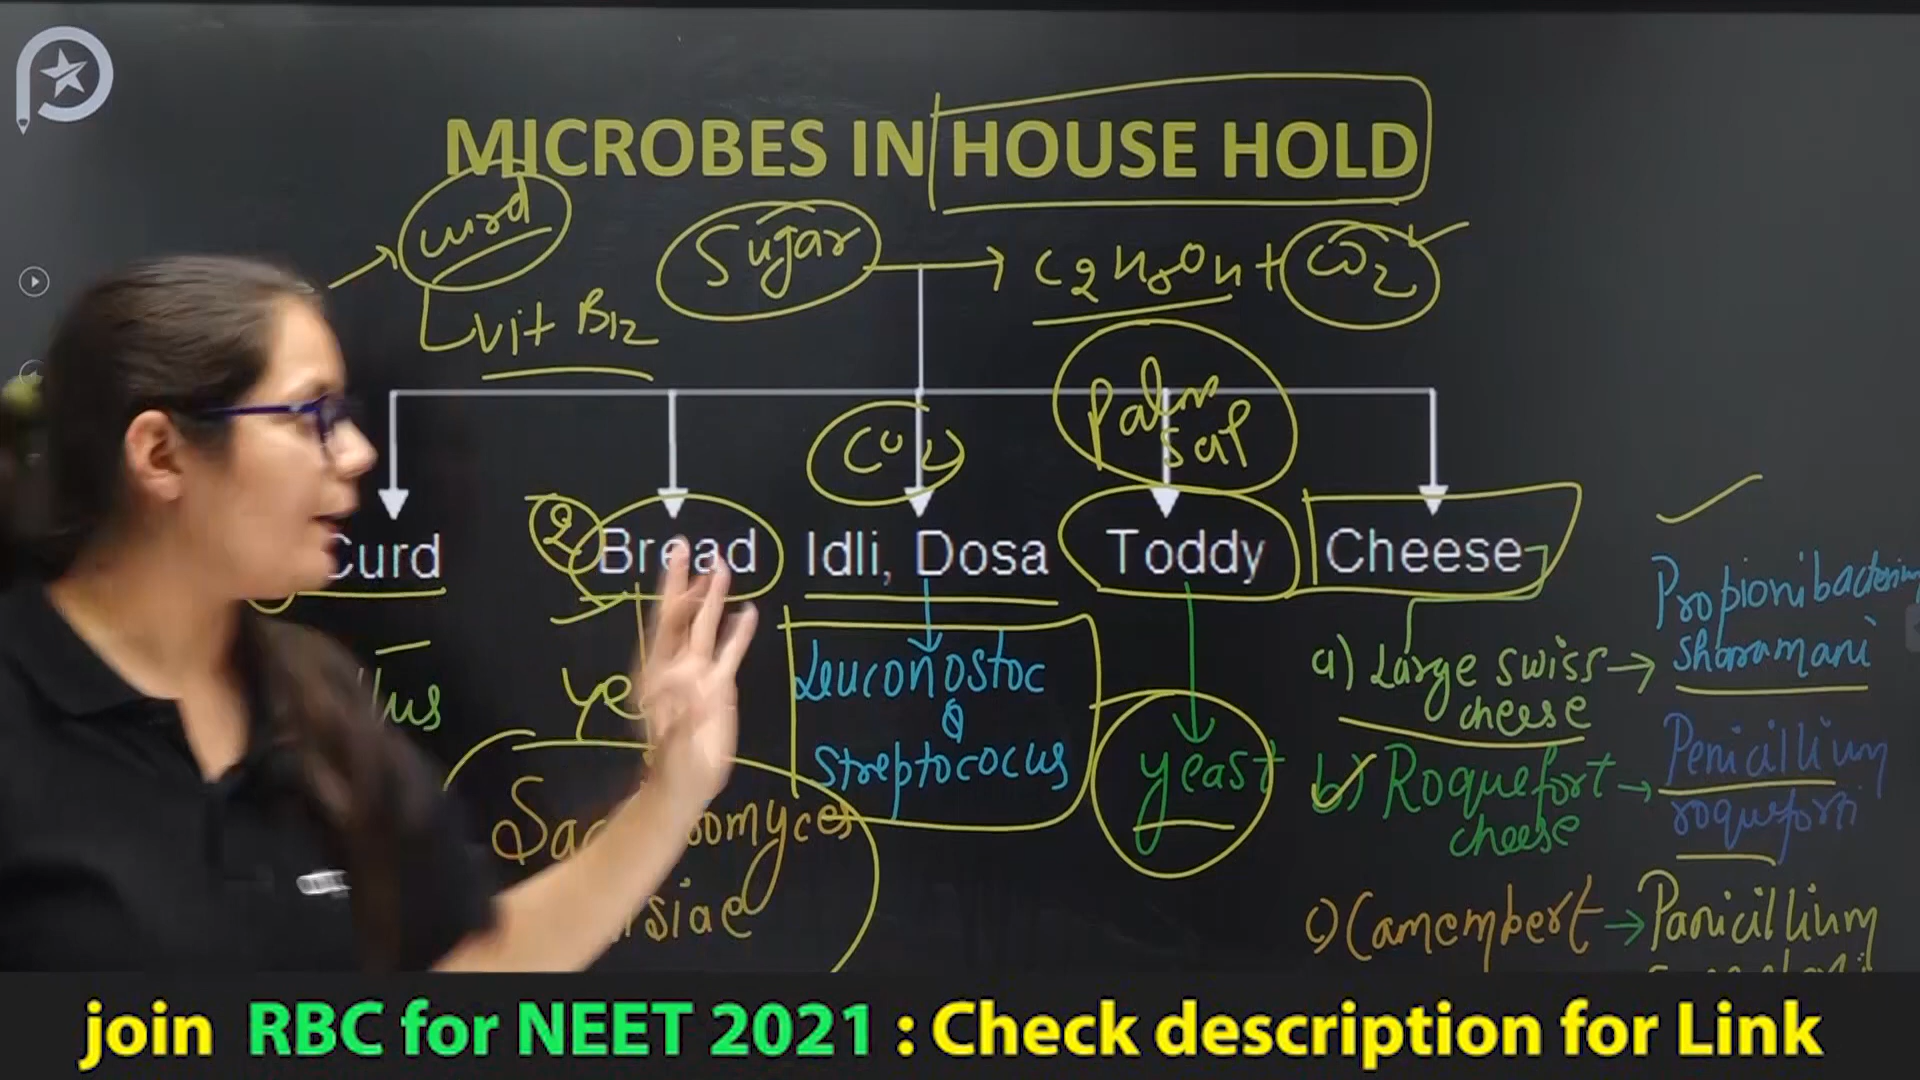 MICROBES IN HOUSE HOLD
curd
Sugar
C2H5OH + CO2
Vit B12
Palm
sap
CO2
Q
Curd
Bread
Idli, Dosa
Toddy
Cheese
Propionibacterium
sharamani
a) Large swiss
cheese
Leuconostoc
&
Streptococus
yeast
b) Roquefort
cheese
Penicillium
roqueforti
c) Camembert
Panicillium
join RBC for NEET 2021 : Check description for Link